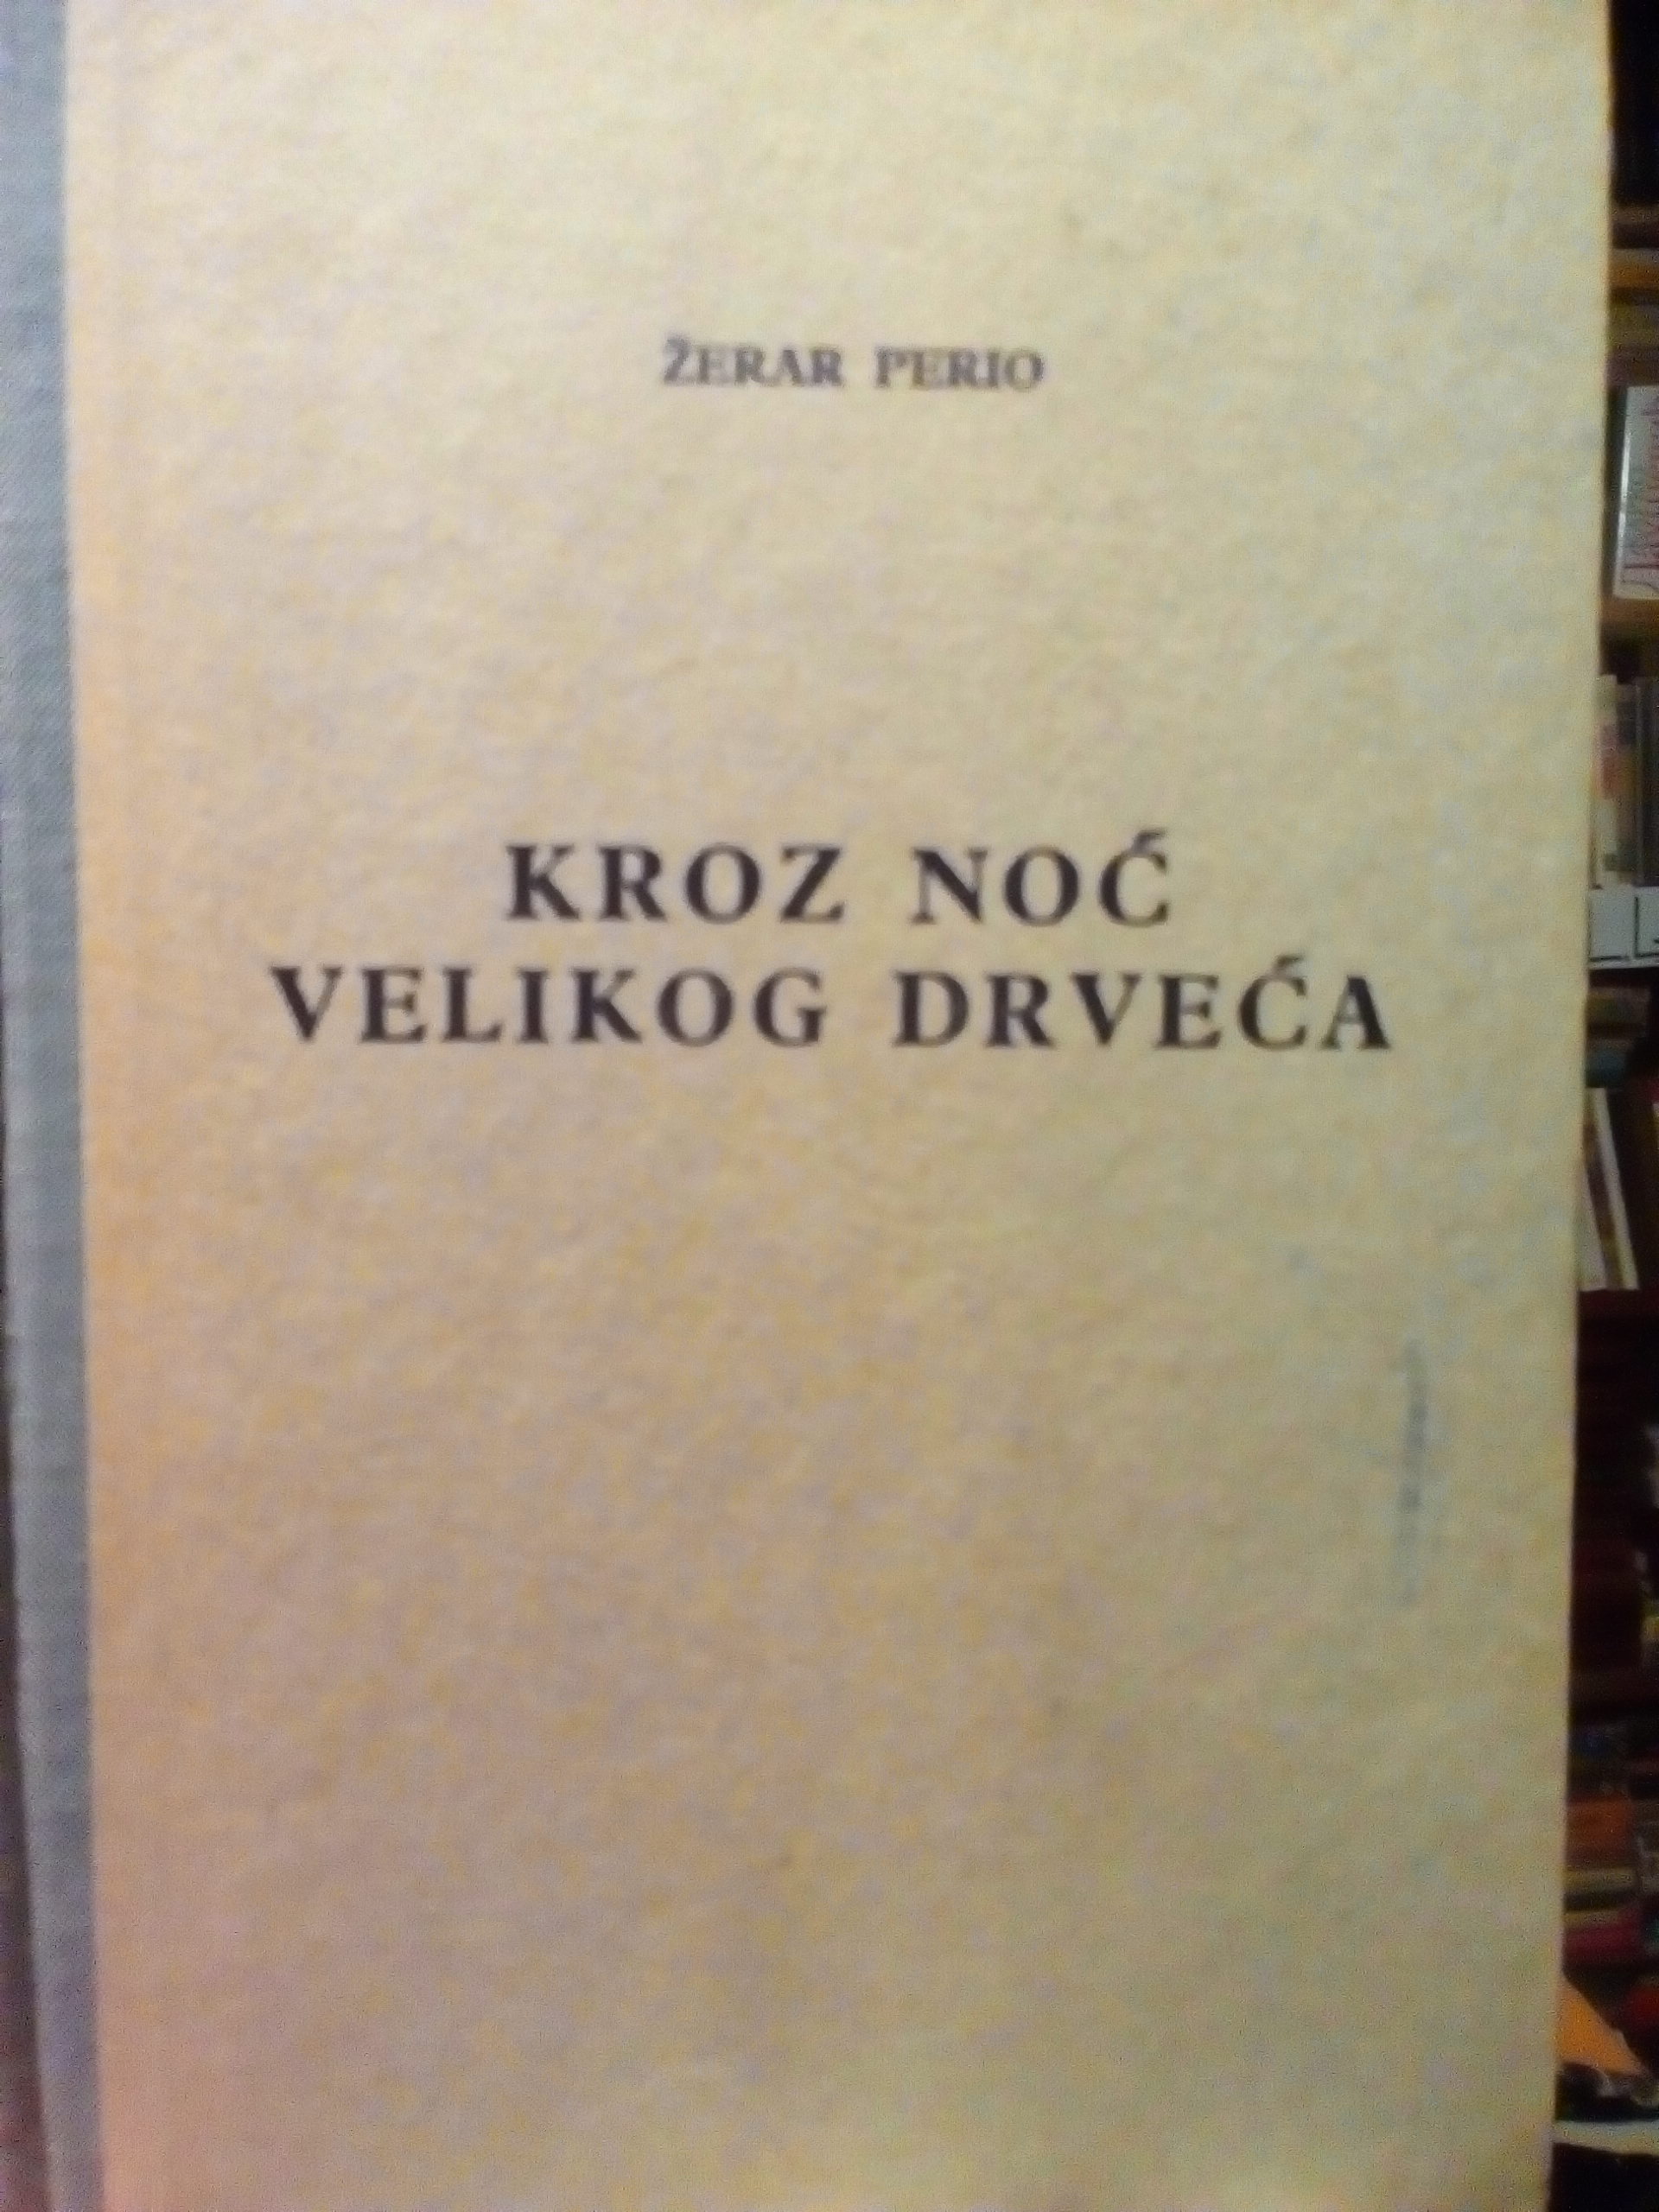 ŽERAR PERIO
KROZ NOĆ
VELIKOG DRVEĆA